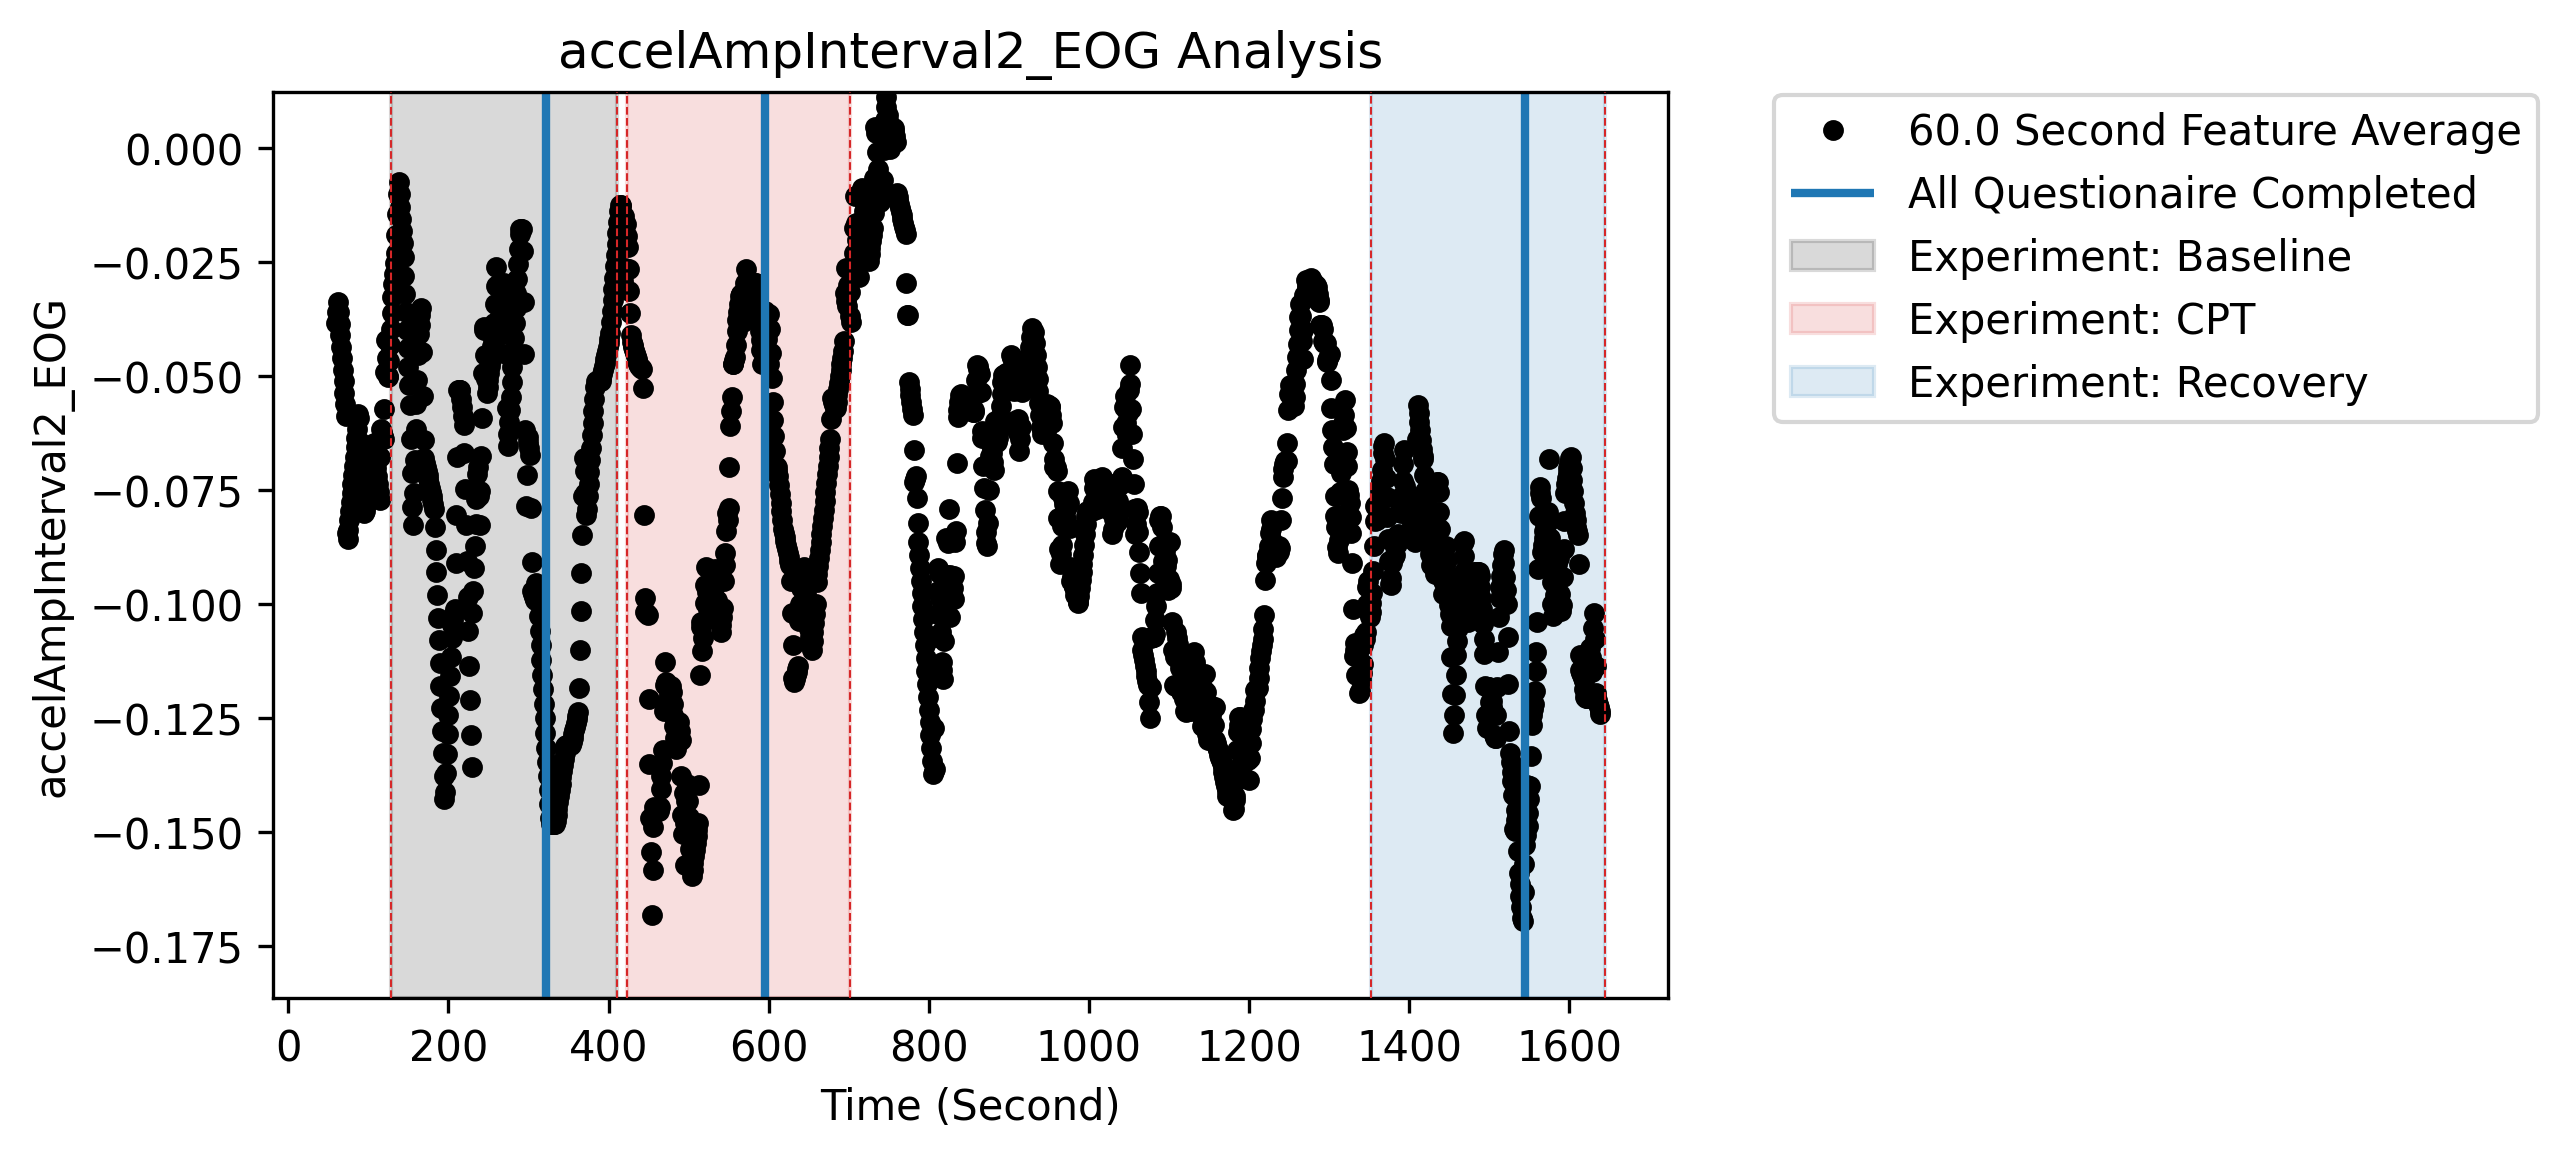 accelAmpInterval2_EOG Analysis
0.000
−0.025
−0.050
−0.075
−0.100
−0.125
−0.150
−0.175
accelAmpInterval2_EOG
0 200 400 600 800 1000 1200 1400 1600
Time (Second)
60.0 Second Feature Average
All Questionaire Completed
Experiment: Baseline
Experiment: CPT
Experiment: Recovery